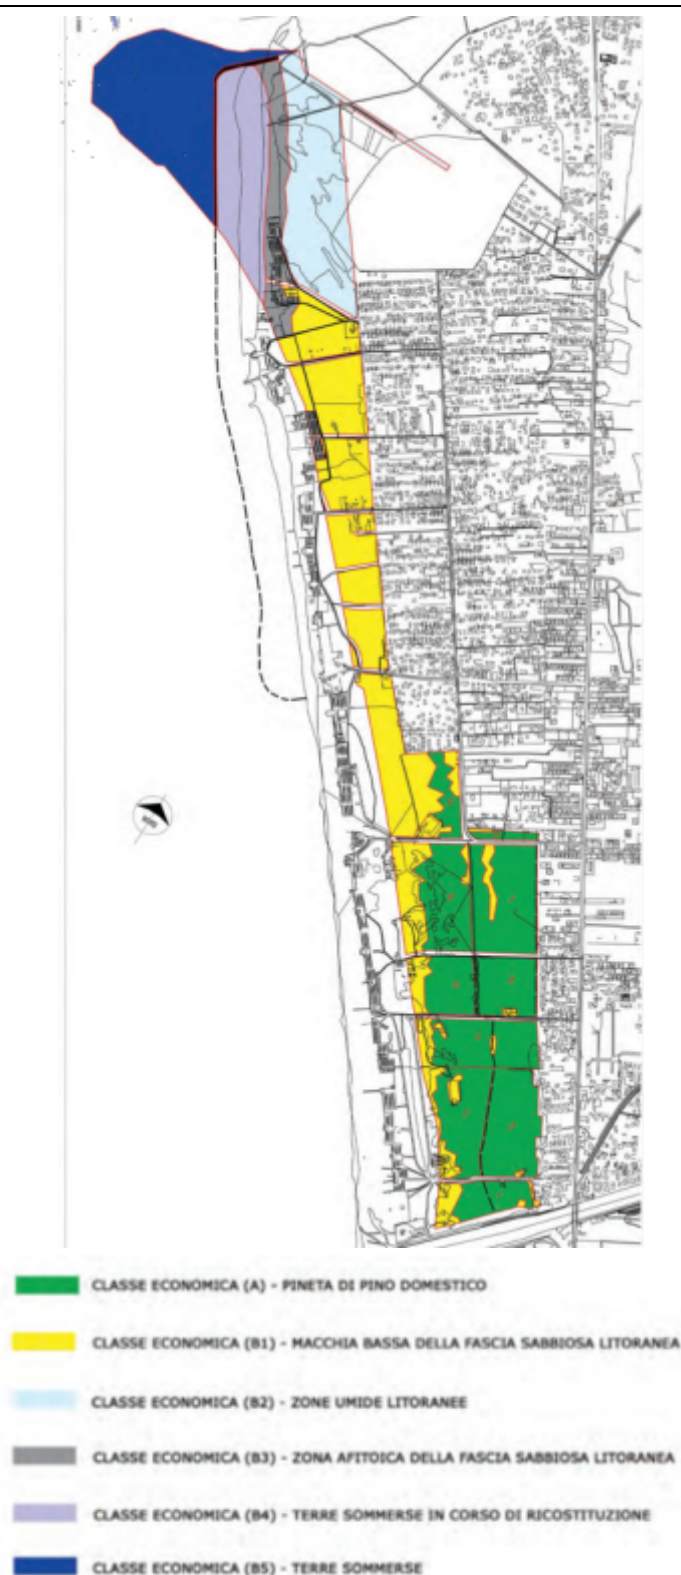 CLASSE ECONOMICA (A) - PINETA DI PINO DOMESTICO
CLASSE ECONOMICA (B1) - MACCHIA BASSA DELLA FASCIA SABBIOSA LITORANEA
CLASSE ECONOMICA (B2) - ZONE UMIDE LITORANEE
CLASSE ECONOMICA (B3) - ZONA AFITOICA DELLA FASCIA SABBIOSA LITORANEA
CLASSE ECONOMICA (B4) - TERRE SOMMERSE IN CORSO DI RICOSTITUZIONE
CLASSE ECONOMICA (B5) - TERRE SOMMERSE